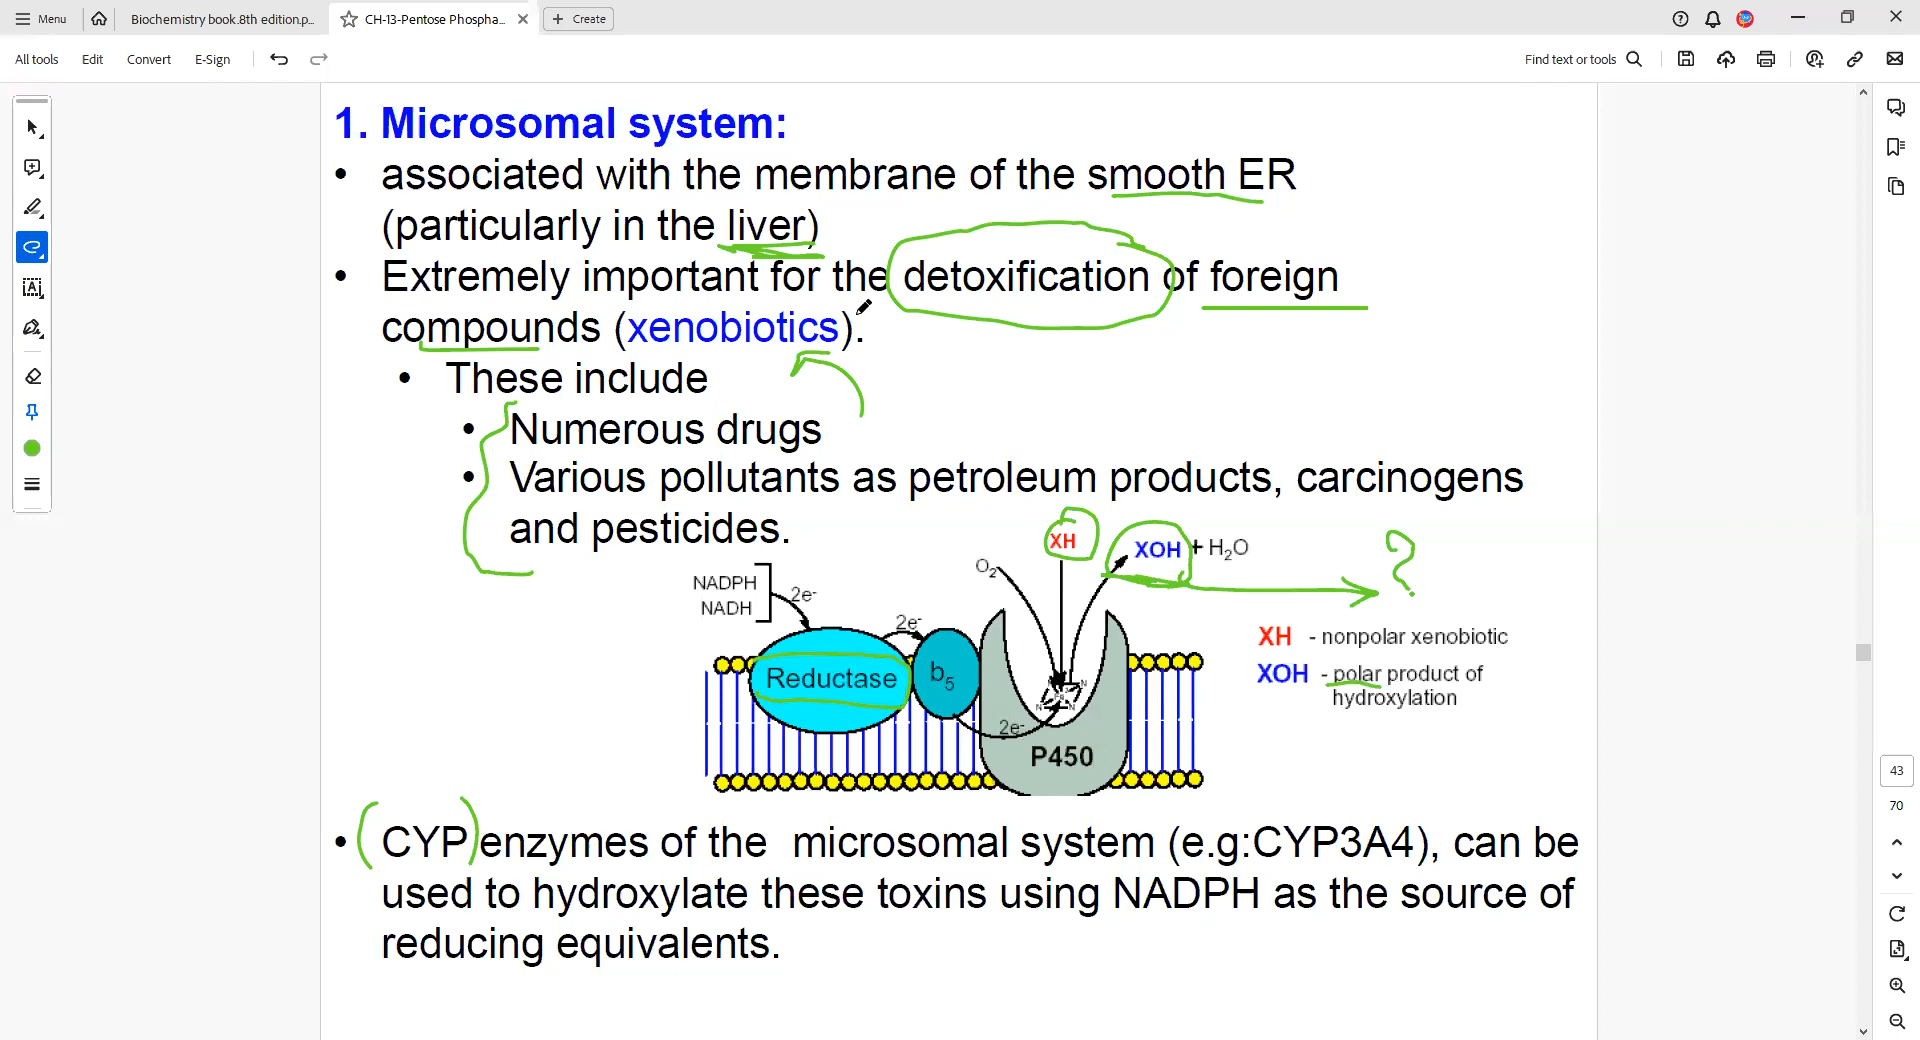 Menu
Biochemistry book.8th edition.p...
CH-13-Pentose Phospha...
Create
All tools
Edit
Convert
E-Sign
Find text or tools
1. Microsomal system:
• associated with the membrane of the smooth ER
(particularly in the liver)
• Extremely important for the detoxification of foreign
compounds (xenobiotics).
• These include
• Numerous drugs
• Various pollutants as petroleum products, carcinogens
and pesticides.
XH
XOH + H₂O
?
O₂
NADPH
NADH
2e⁻
2e⁻
XH - nonpolar xenobiotic
Reductase
b₅
XOH - polar product of
hydroxylation
N
N
Fe
N
N
2e⁻
P450
43
70
• (CYP) enzymes of the microsomal system (e.g:CYP3A4), can be
used to hydroxylate these toxins using NADPH as the source of
reducing equivalents.